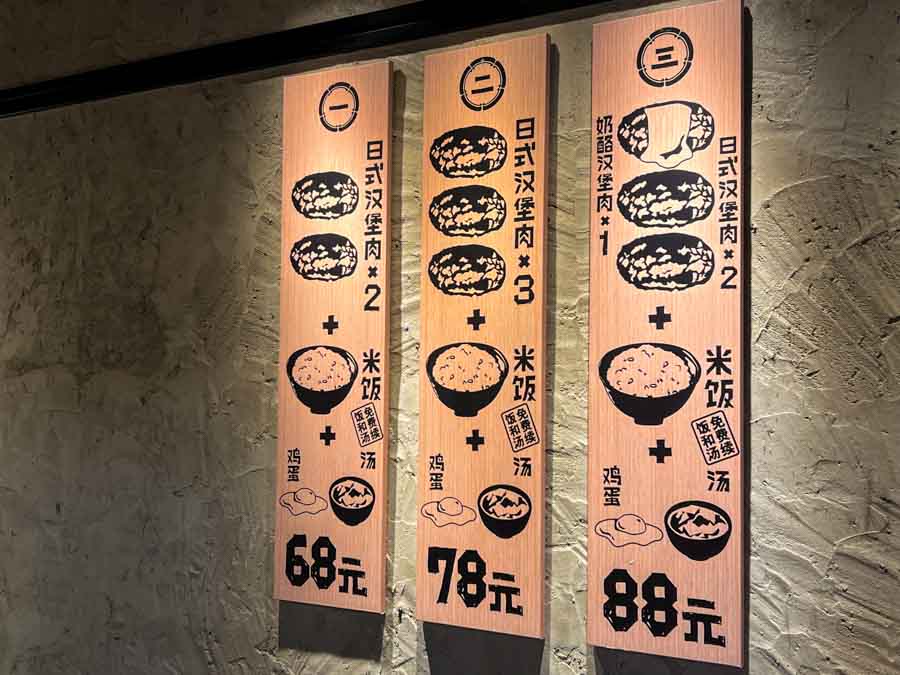 一
日式汉堡肉×2
+
米饭
免费续
饭和汤
+
鸡蛋
汤
68元
二
日式汉堡肉×3
+
米饭
免费续
饭和汤
+
鸡蛋
汤
78元
三
奶酪汉堡肉×1
日式汉堡肉×2
+
米饭
免费续
饭和汤
+
鸡蛋
汤
88元